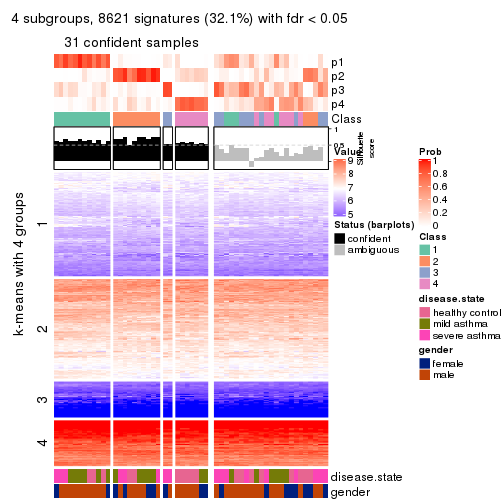 4 subgroups, 8621 signatures (32.1%) with fdr < 0.05
31 confident samples
p1
p2
p3
p4
Class
1
0.5
0
Silhouette
score
k-means with 4 groups
1
2
3
4
disease.state
gender
Value
9
8
7
6
5
Status (barplots)
confident
ambiguous
Prob
1
0.8
0.6
0.4
0.2
0
Class
1
2
3
4
disease.state
healthy control
mild asthma
severe asthma
gender
female
male